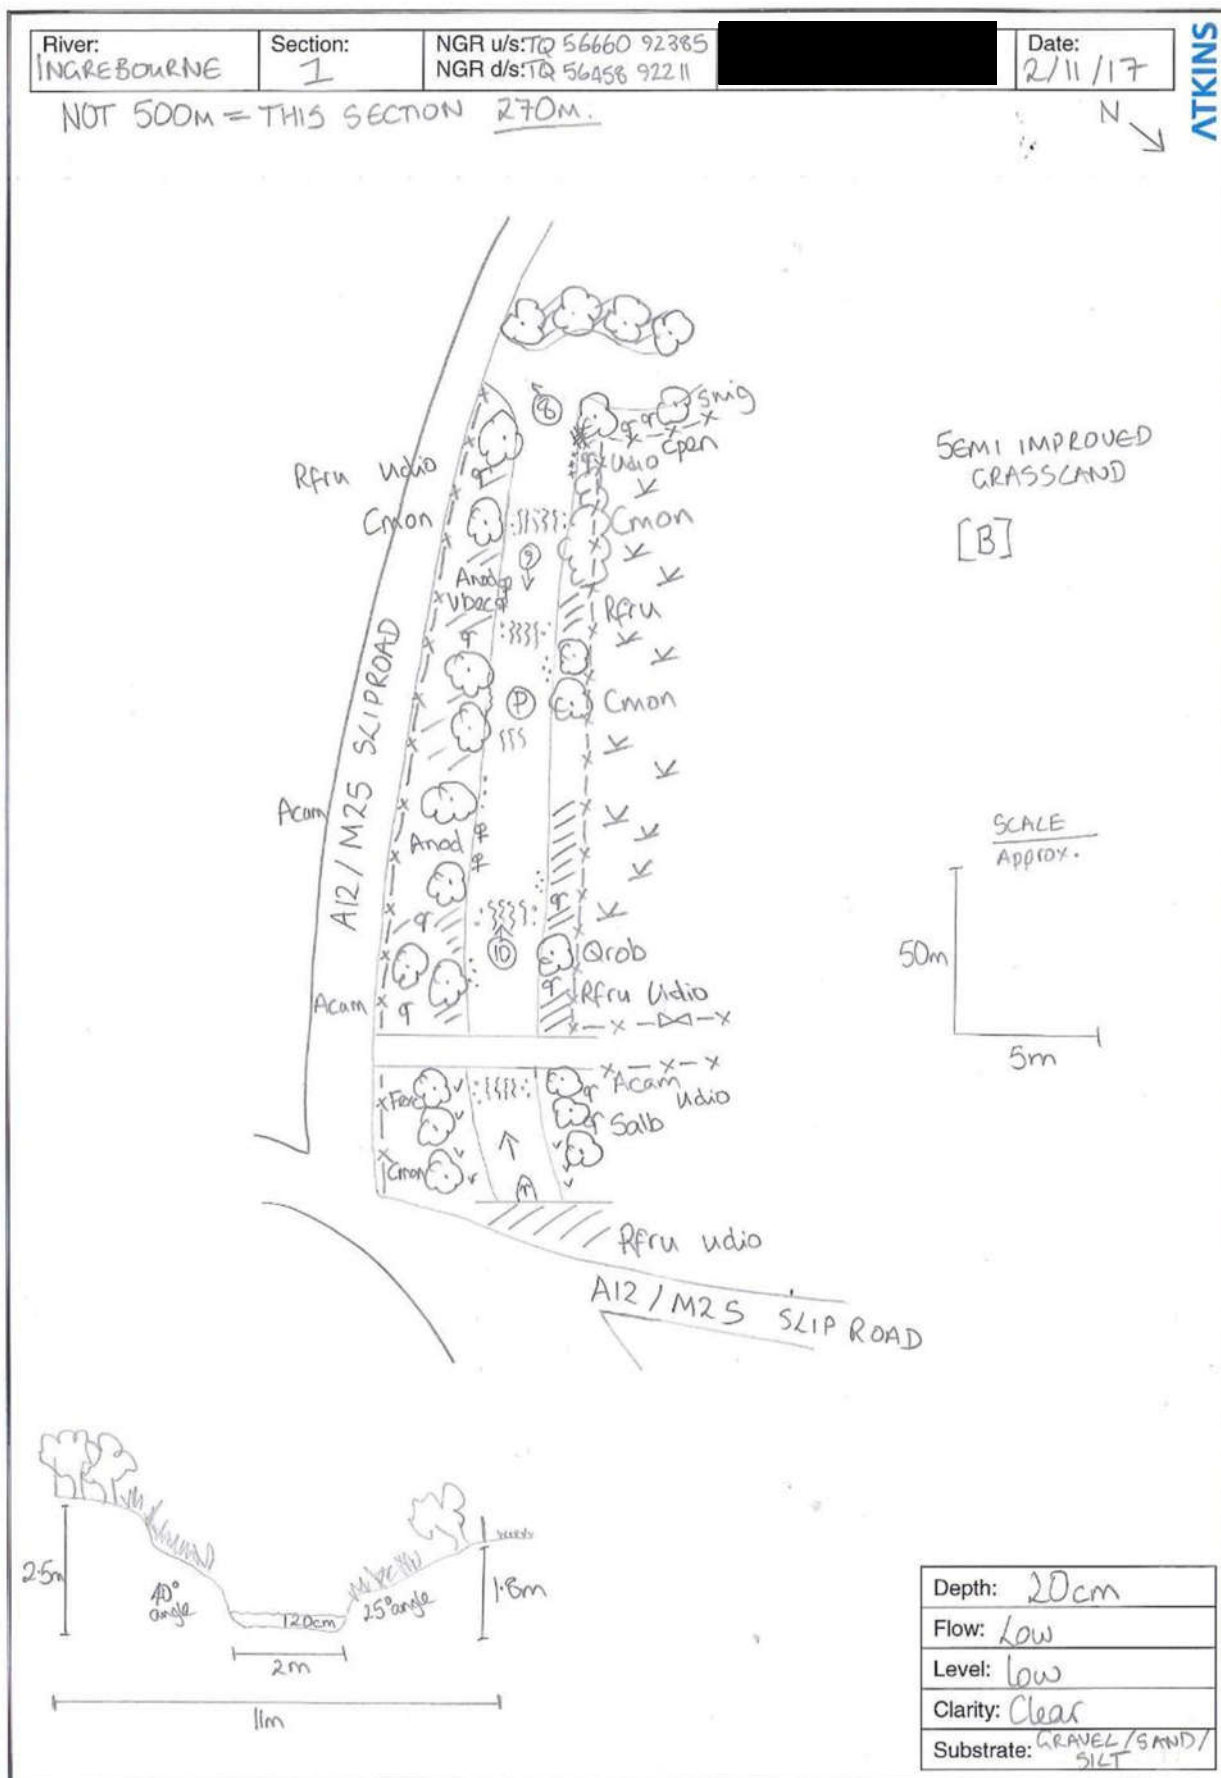 River: INGREBOURNE
Section: 1
NGR u/s: TQ 56660 92385
NGR d/s: TQ 56458 92211
Date: 2/11/17
ATKINS
NOT 500M = THIS SECTION 270M.
N
8
Snig
Cpen
Udio
Rfru Udio
Cmon
Cmon
SEMI IMPROVED
GRASSLAND
[B]
9
Anod
Vbec
Rfru
P
Cmon
A12/M25 SLIPROAD
Acam
Anod
SCALE
Approx.
50m
5m
10
Qrob
Acam
Rfru Udio
Acam
Udio
Salb
Cmon
Rfru udio
A12/M25 SLIP ROAD
2.5m
40°
angle
120cm
25° angle
1.8m
2m
11m
Depth: 20cm
Flow: Low
Level: Low
Clarity: Clear
Substrate: GRAVEL/SAND/
SILT